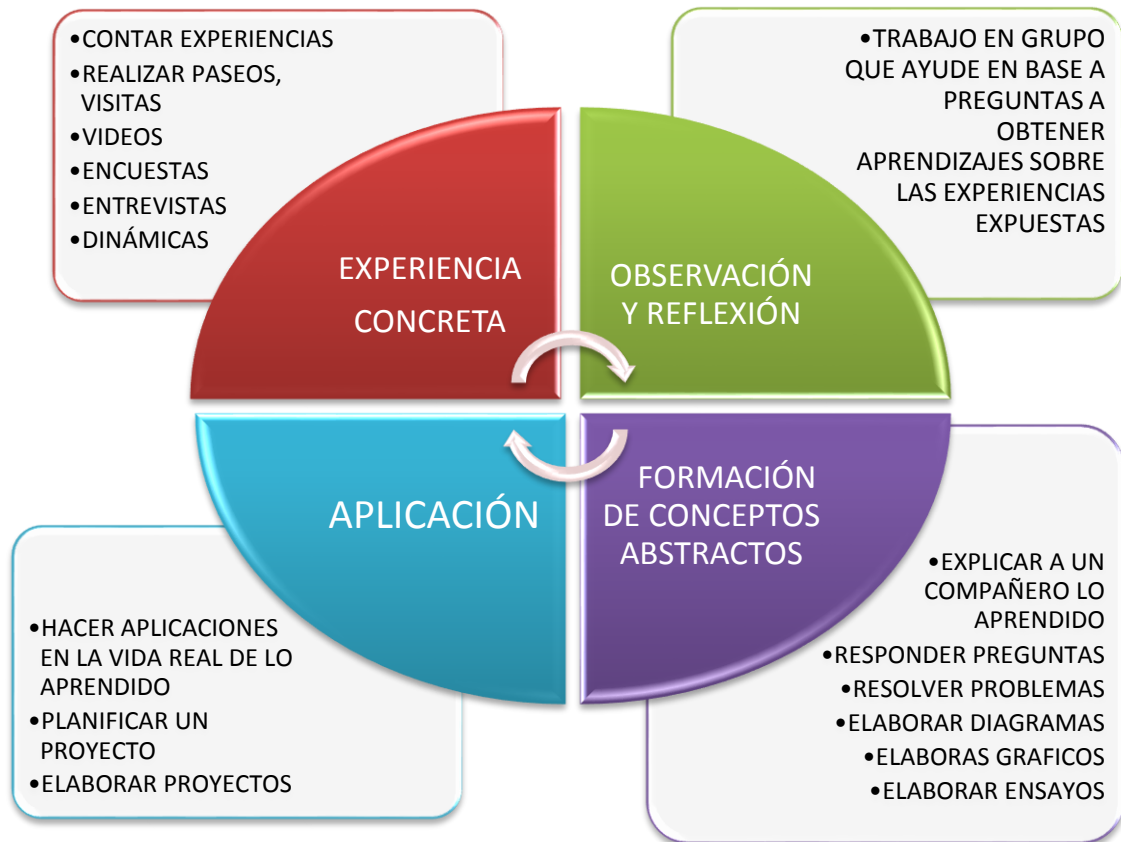 •CONTAR EXPERIENCIAS
•REALIZAR PASEOS,
VISITAS
•VIDEOS
•ENCUESTAS
•ENTREVISTAS
•DINÁMICAS
•TRABAJO EN GRUPO
QUE AYUDE EN BASE A
PREGUNTAS A
OBTENER
APRENDIZAJES SOBRE
LAS EXPERIENCIAS
EXPUESTAS
EXPERIENCIA
CONCRETA
OBSERVACIÓN
Y REFLEXIÓN
APLICACIÓN
FORMACIÓN
DE CONCEPTOS
ABSTRACTOS
•HACER APLICACIONES
EN LA VIDA REAL DE LO
APRENDIDO
•PLANIFICAR UN
PROYECTO
•ELABORAR PROYECTOS
•EXPLICAR A UN
COMPAÑERO LO
APRENDIDO
•RESPONDER PREGUNTAS
•RESOLVER PROBLEMAS
•ELABORAR DIAGRAMAS
•ELABORAS GRAFICOS
•ELABORAR ENSAYOS